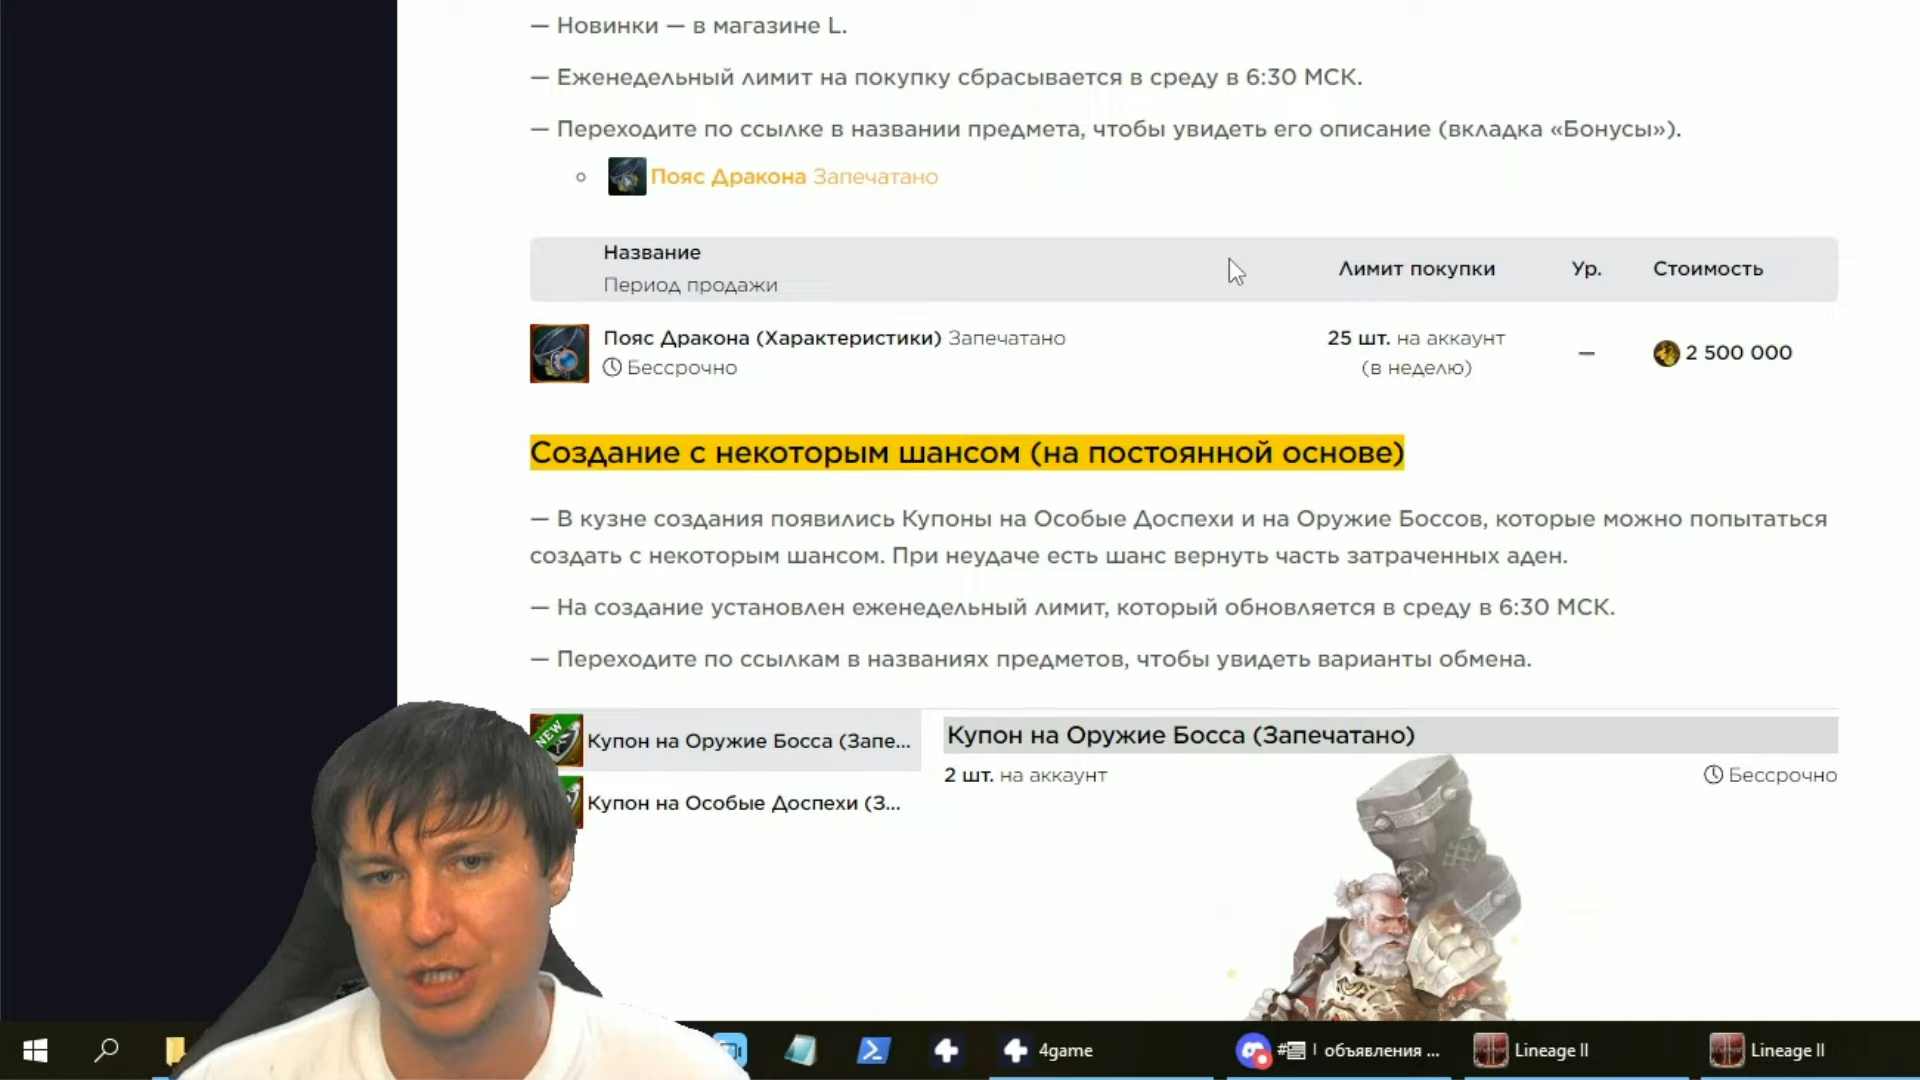 — Новинки — в магазине L.
— Еженедельный лимит на покупку сбрасывается в среду в 6:30 МСК.
— Переходите по ссылке в названии предмета, чтобы увидеть его описание (вкладка «Бонусы»).
Пояс Дракона Запечатано
Название
Период продажи
Лимит покупки
Ур.
Стоимость
Пояс Дракона (Характеристики) Запечатано
Бессрочно
25 шт. на аккаунт
(в неделю)
—
2 500 000
Создание с некоторым шансом (на постоянной основе)
— В кузне создания появились Купоны на Особые Доспехи и на Оружие Боссов, которые можно попытаться
создать с некоторым шансом. При неудаче есть шанс вернуть часть затраченных аден.
— На создание установлен еженедельный лимит, который обновляется в среду в 6:30 МСК.
— Переходите по ссылкам в названиях предметов, чтобы увидеть варианты обмена.
NEW
Купон на Оружие Босса (Запе...
Купон на Особые Доспехи (З...
Купон на Оружие Босса (Запечатано)
2 шт. на аккаунт
Бессрочно
4game
# | объявления ...
Lineage II
Lineage II